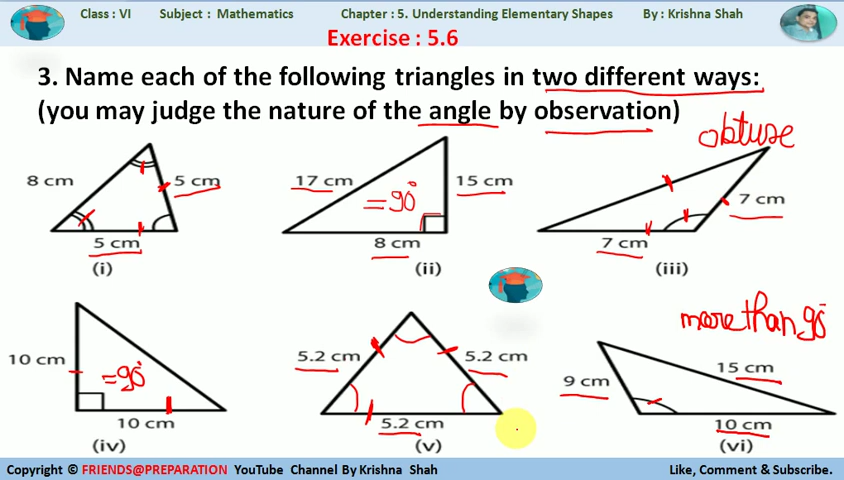 Class : VI Subject : Mathematics Chapter : 5. Understanding Elementary Shapes By : Krishna Shah
Exercise : 5.6
3. Name each of the following triangles in two different ways:
(you may judge the nature of the angle by observation)
obtuse
8 cm 5 cm 17 cm =90° 15 cm 7 cm
5 cm 8 cm 7 cm
(i) (ii) (iii)
more than 90°
10 cm =90° 5.2 cm 5.2 cm 9 cm 15 cm
10 cm 5.2 cm 10 cm
(iv) (v) (vi)
Copyright © FRIENDS@PREPARATION YouTube Channel By Krishna Shah Like, Comment & Subscribe.